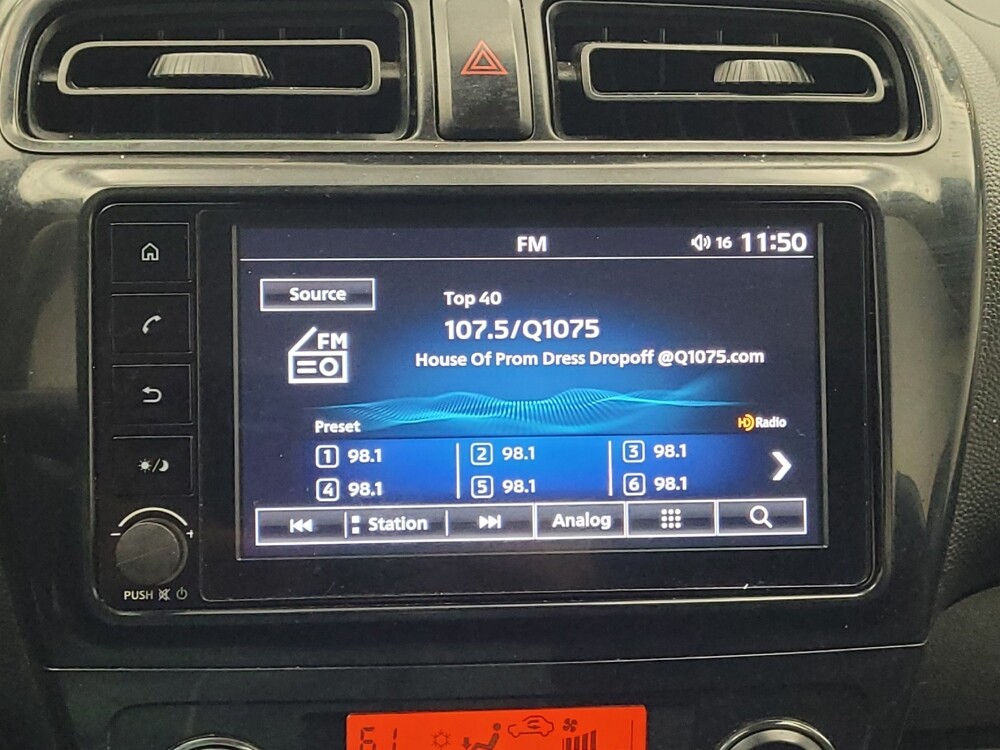 FM
16 11:50
Source
Top 40
107.5/Q1075
FM
House Of Prom Dress Dropoff @Q1075.com
HD Radio
Preset
1 98.1 2 98.1 3 98.1
4 98.1 5 98.1 6 98.1
Station Analog
PUSH
61